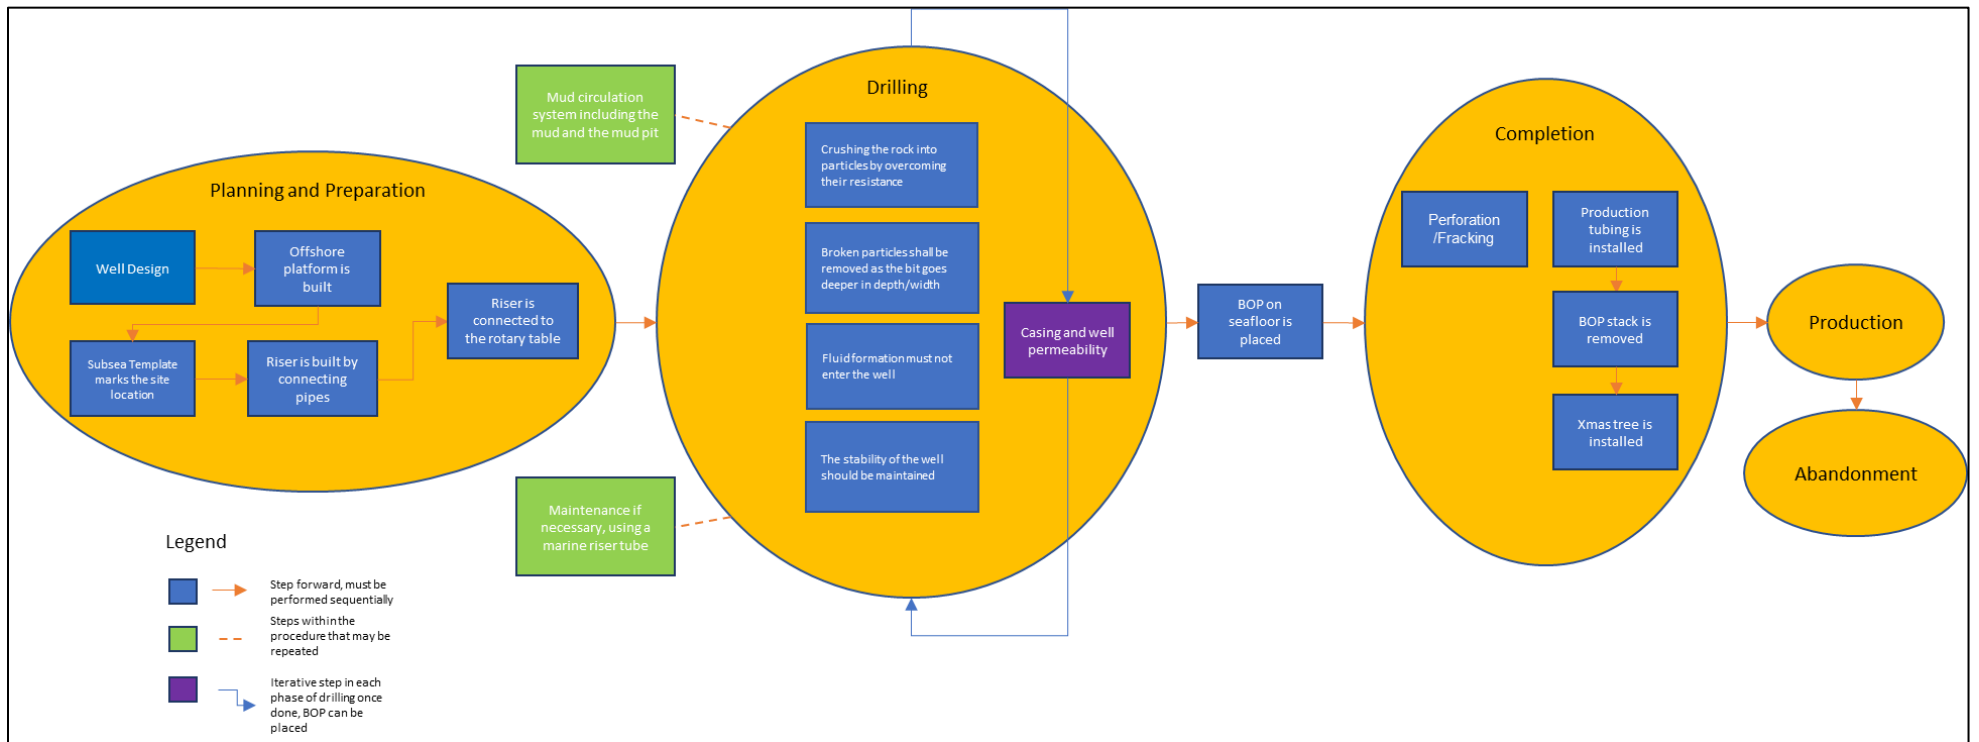 Planning and Preparation
Well Design
Offshore
platform is
built
Subsea Template
marks the site
location
Riser is built by
connecting
pipes
Riser is
connected to
the rotary table
Mud circulation
system including the
mud and the mud pit
Maintenance if
necessary, using a
marine riser tube
Drilling
Crushing the rock into
particles by overcoming
their resistance
Broken particles shall be
removed as the bit goes
deeper in depth/width
Fluid formation must not
enter the well
The stability of the well
should be maintained
Casing and well
permeability
BOP on
seafloor is
placed
Completion
Perforation
/Fracking
Production
tubing is
installed
BOP stack is
removed
Xmas tree is
installed
Production
Abandonment
Legend
Step forward, must be
performed sequentially
Steps within the
procedure that may be
repeated
Iterative step in each
phase of drilling once
done, BOP can be
placed